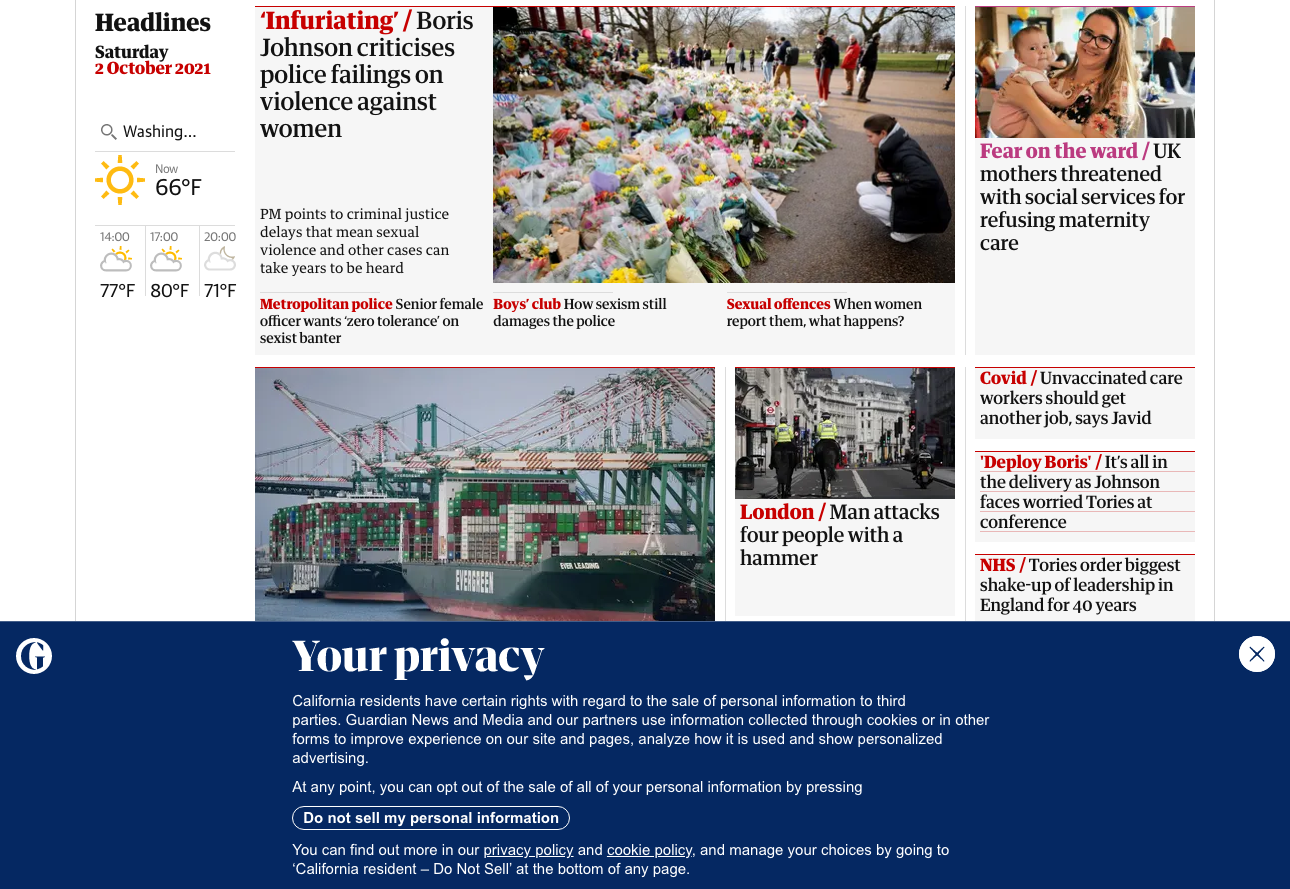 Headlines
Saturday
2 October 2021
Washing...
Now
66°F
14:00
17:00
20:00
77°F
80°F
71°F
‘Infuriating’ / Boris
Johnson criticises
police failings on
violence against
women
PM points to criminal justice
delays that mean sexual
violence and other cases can
take years to be heard
Metropolitan police Senior female
officer wants ‘zero tolerance’ on
sexist banter
Boys’ club How sexism still
damages the police
Sexual offences When women
report them, what happens?
Fear on the ward / UK
mothers threatened
with social services for
refusing maternity
care
EVERGREEN
EVER LEADING
London / Man attacks
four people with a
hammer
Covid / Unvaccinated care
workers should get
another job, says Javid
'Deploy Boris' / It’s all in
the delivery as Johnson
faces worried Tories at
conference
NHS / Tories order biggest
shake-up of leadership in
England for 40 years
G
Your privacy
California residents have certain rights with regard to the sale of personal information to third
parties. Guardian News and Media and our partners use information collected through cookies or in other
forms to improve experience on our site and pages, analyze how it is used and show personalized
advertising.
At any point, you can opt out of the sale of all of your personal information by pressing
Do not sell my personal information
You can find out more in our privacy policy and cookie policy, and manage your choices by going to
‘California resident – Do Not Sell’ at the bottom of any page.